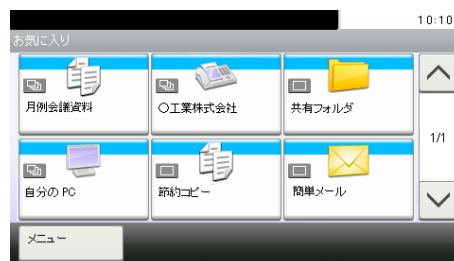 10:10
お気に入り
月例会議資料
○工業株式会社
共有フォルダ
1/1
自分の PC
節約コピー
簡単メール
メニュー